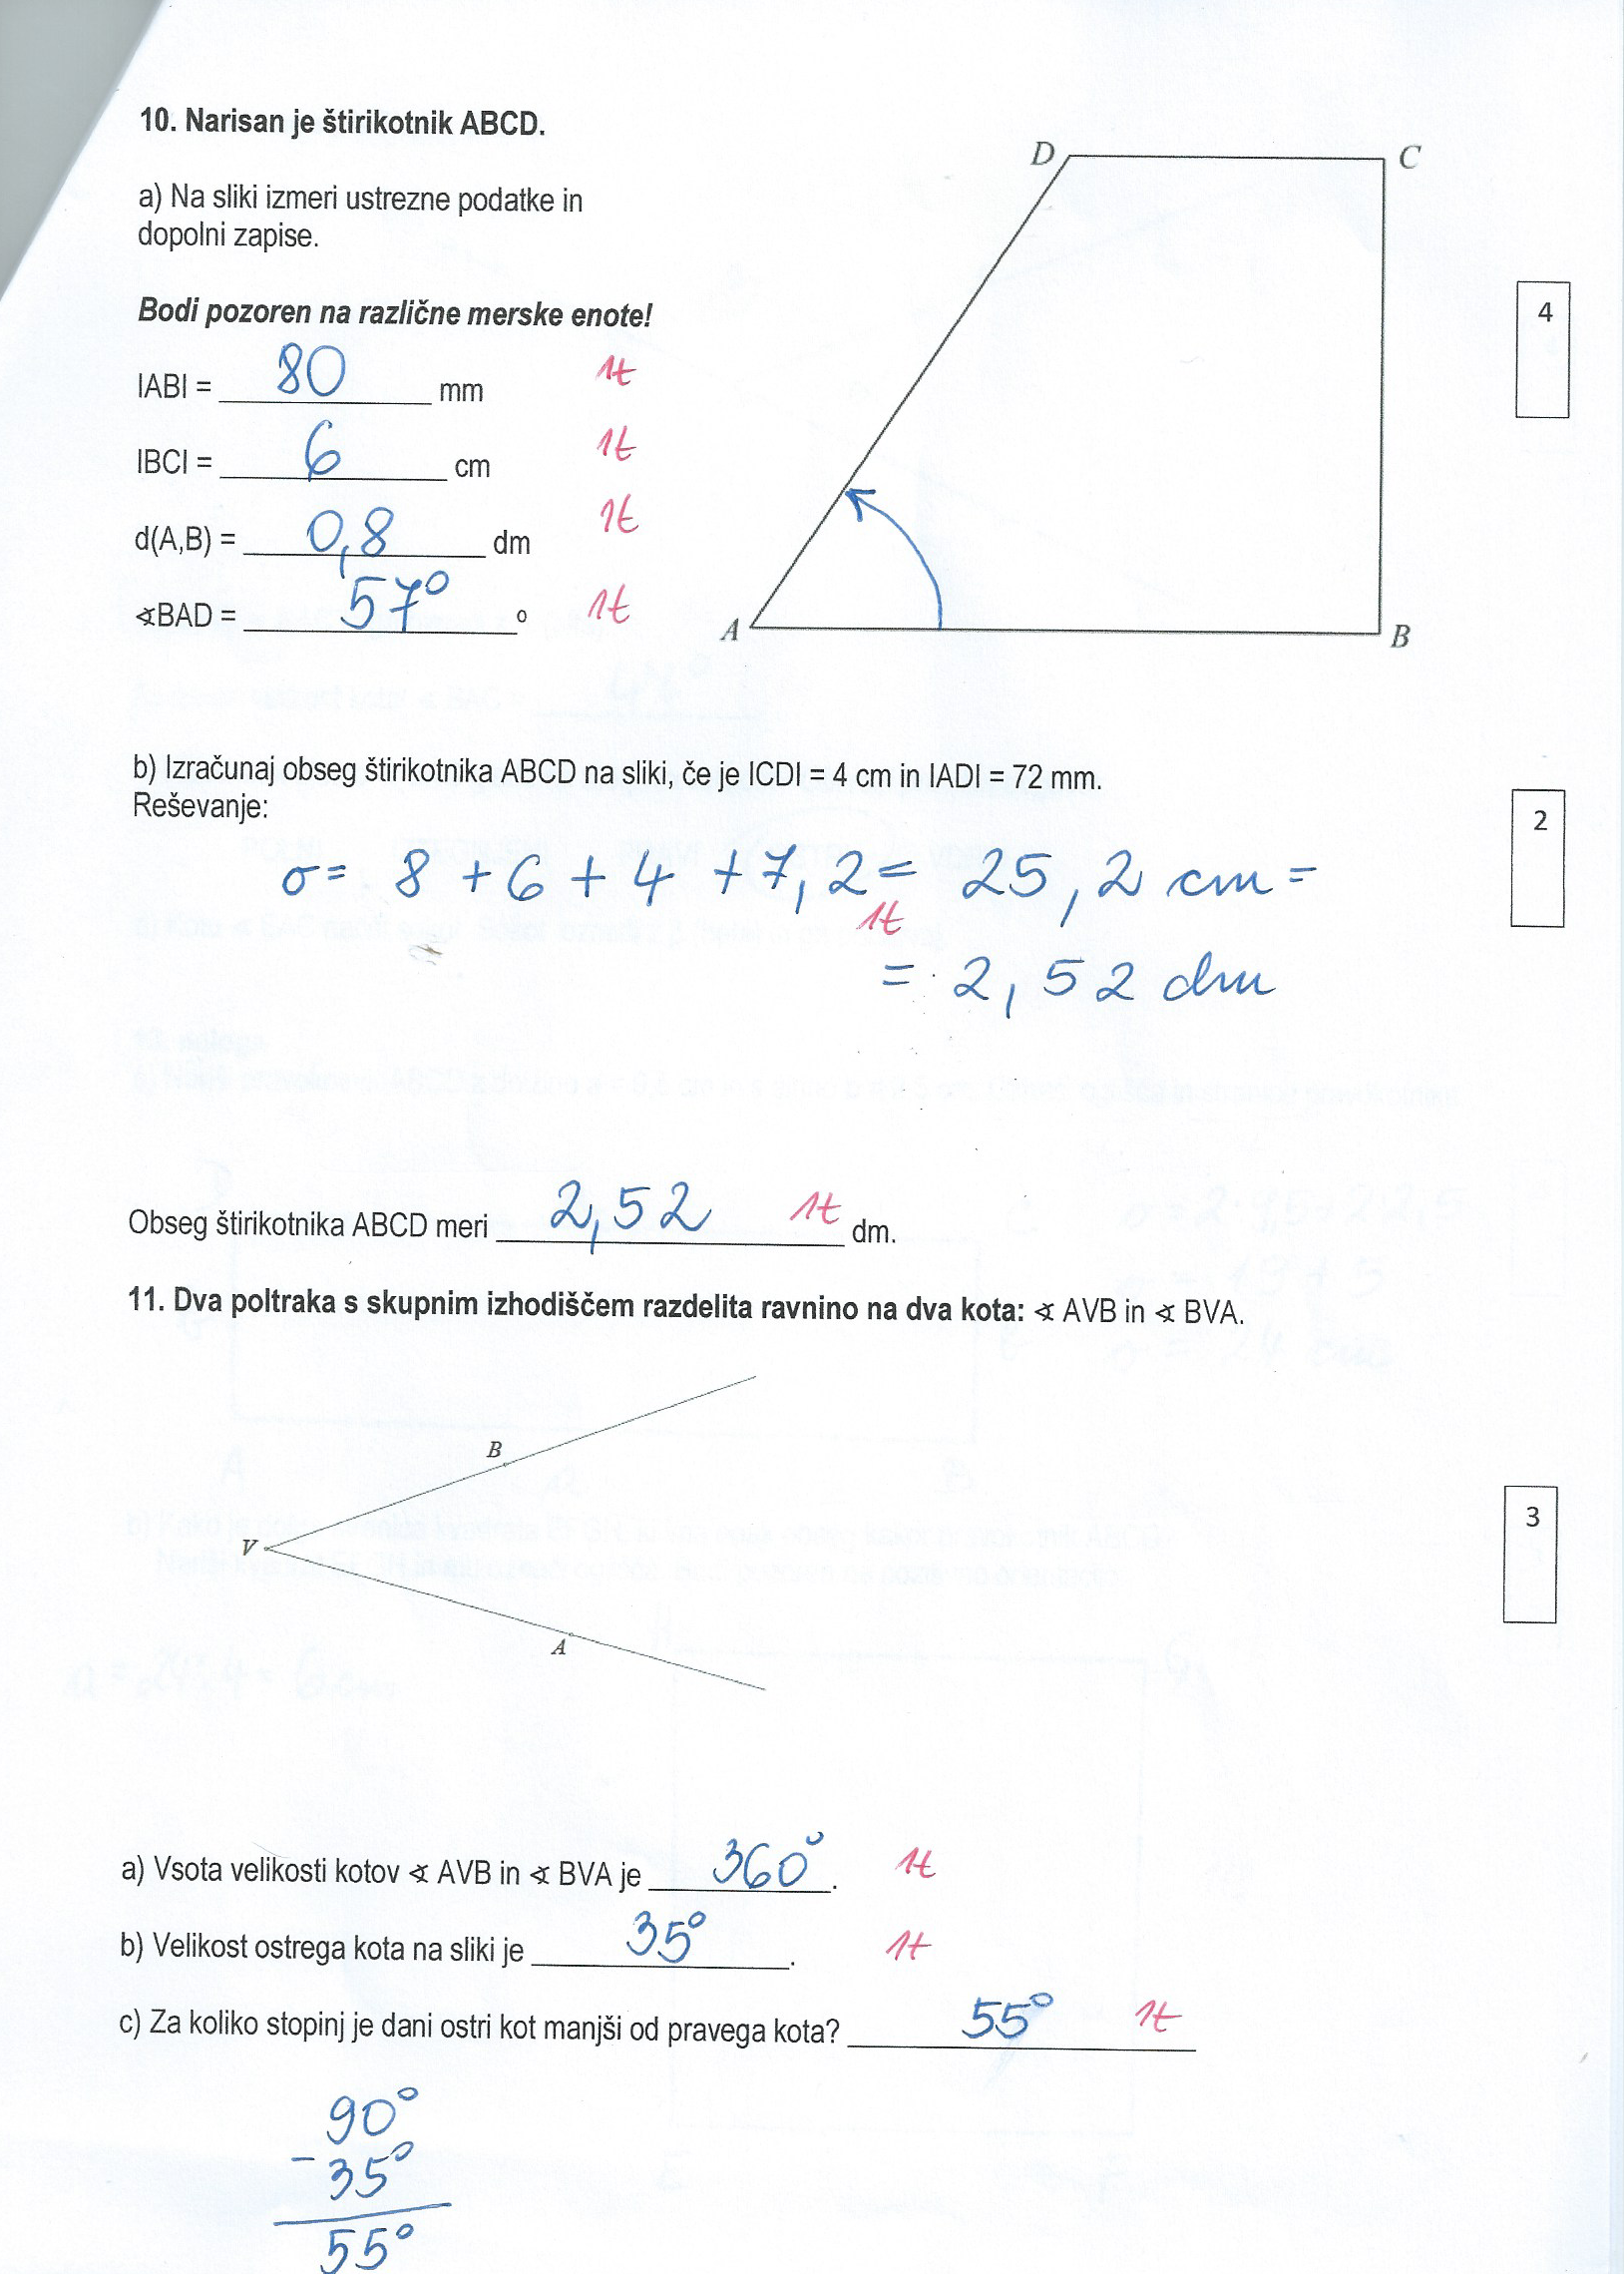 10. Narisan je štirikotnik ABCD.
D
C
a) Na sliki izmeri ustrezne podatke in
dopolni zapise.
Bodi pozoren na različne merske enote!
4
IABI = 80 mm 1t
IBCI = 6 cm 1t
d(A,B) = 0,8 dm 1t
∢BAD = 57° ° 1t
A
B
b) Izračunaj obseg štirikotnika ABCD na sliki, če je ICDI = 4 cm in IADI = 72 mm.
Reševanje:
2
σ= 8 + 6 + 4 + 7,2 = 25,2 cm =
1t
= 2,52 dm
Obseg štirikotnika ABCD meri 2,52 1t dm.
11. Dva poltraka s skupnim izhodiščem razdelita ravnino na dva kota: ∢ AVB in ∢ BVA.
B
V
A
3
a) Vsota velikosti kotov ∢ AVB in ∢ BVA je 360°. 1t
b) Velikost ostrega kota na sliki je 35°. 1t
c) Za koliko stopinj je dani ostri kot manjši od pravega kota? 55° 1t
90°
- 35°
55°